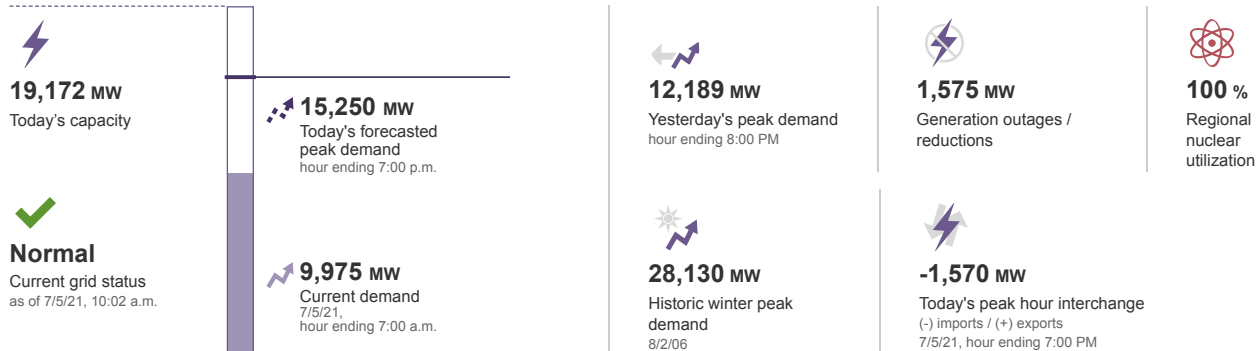 19,172 MW
Today's capacity
Normal
Current grid status
as of 7/5/21, 10:02 a.m.
15,250 MW
Today's forecasted
peak demand
hour ending 7:00 p.m.
9,975 MW
Current demand
7/5/21,
hour ending 7:00 a.m.
12,189 MW
Yesterday's peak demand
hour ending 8:00 PM
1,575 MW
Generation outages /
reductions
100 %
Regional
nuclear
utilization
28,130 MW
Historic winter peak
demand
8/2/06
-1,570 MW
Today's peak hour interchange
(-) imports / (+) exports
7/5/21, hour ending 7:00 PM